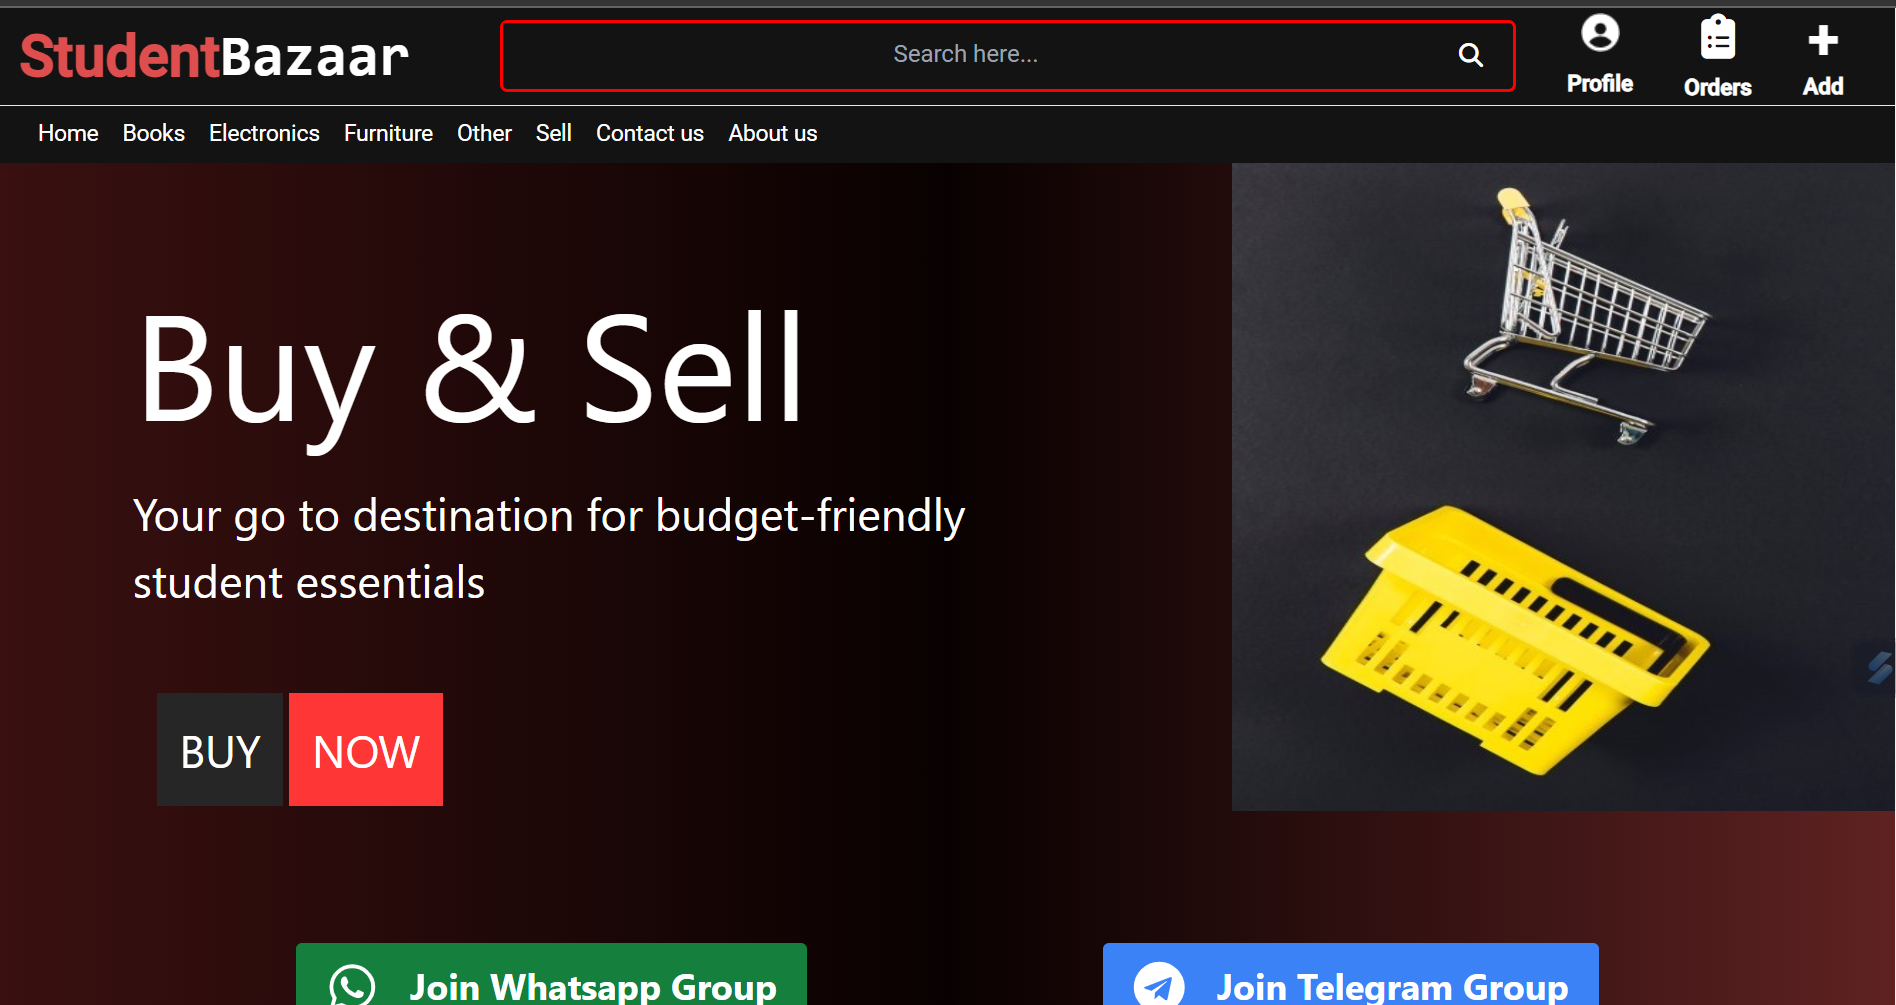 StudentBazaar
Search here...
Profile
Orders
Add
Home Books Electronics Furniture Other Sell Contact us About us
Buy & Sell
Your go to destination for budget-friendly
student essentials
BUY NOW
Join Whatsapp Group
Join Telegram Group